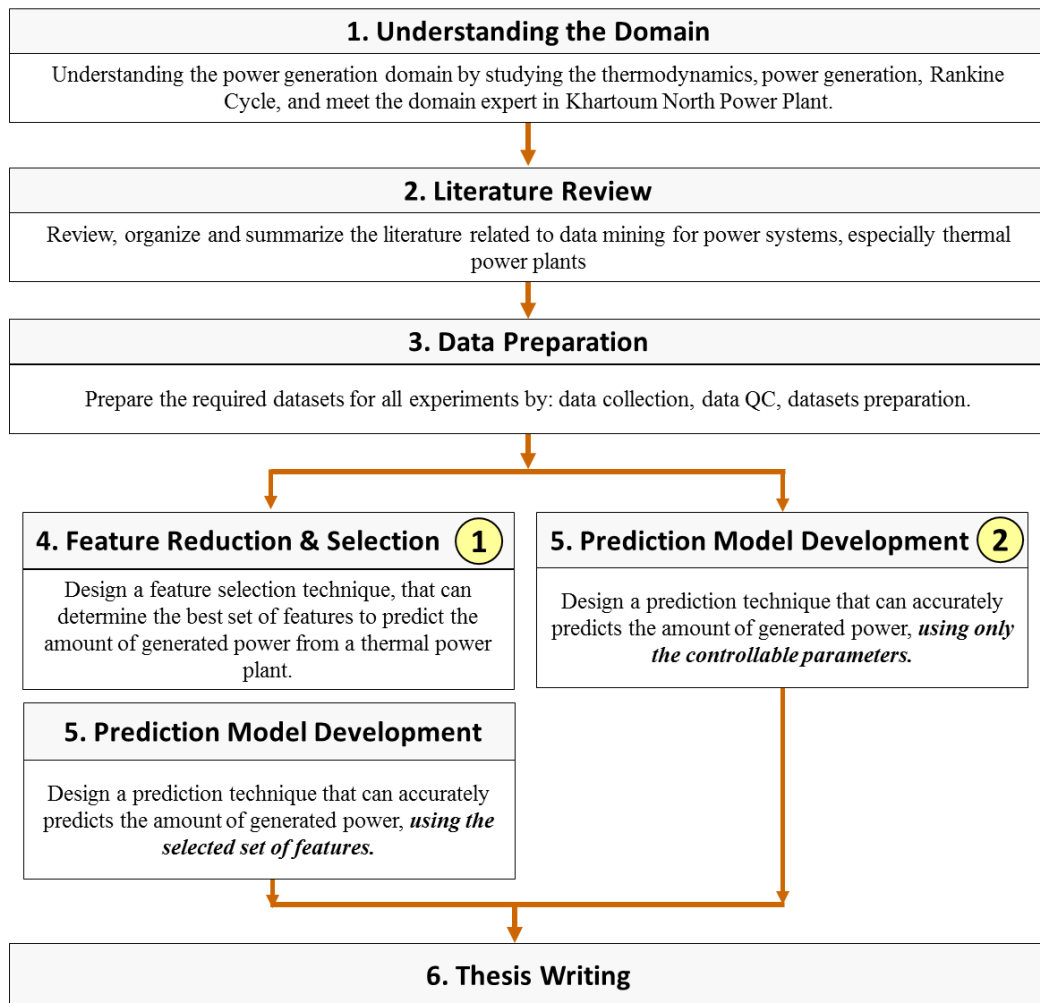 1. Understanding the Domain
Understanding the power generation domain by studying the thermodynamics, power generation, Rankine
Cycle, and meet the domain expert in Khartoum North Power Plant.
2. Literature Review
Review, organize and summarize the literature related to data mining for power systems, especially thermal
power plants
3. Data Preparation
Prepare the required datasets for all experiments by: data collection, data QC, datasets preparation.
4. Feature Reduction & Selection 1
Design a feature selection technique, that can
determine the best set of features to predict the
amount of generated power from a thermal power
plant.
5. Prediction Model Development
Design a prediction technique that can accurately
predicts the amount of generated power, using the
selected set of features.
5. Prediction Model Development 2
Design a prediction technique that can accurately
predicts the amount of generated power, using only
the controllable parameters.
6. Thesis Writing